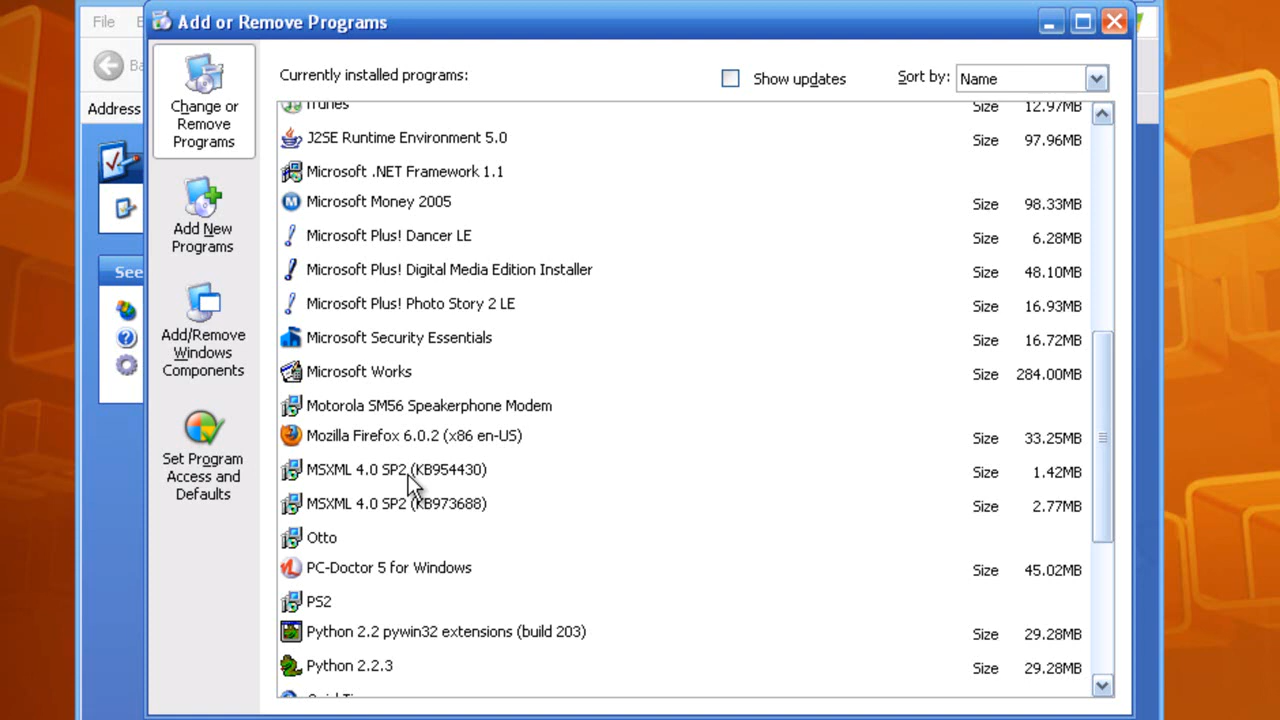 Add or Remove Programs
File
Address
See
Change or
Remove
Programs
Add New
Programs
Add/Remove
Windows
Components
Set Program
Access and
Defaults
Currently installed programs:
Show updates
Sort by:
Name
iTunes Size 12.97MB
J2SE Runtime Environment 5.0 Size 97.96MB
Microsoft .NET Framework 1.1
Microsoft Money 2005 Size 98.33MB
Microsoft Plus! Dancer LE Size 6.28MB
Microsoft Plus! Digital Media Edition Installer Size 48.10MB
Microsoft Plus! Photo Story 2 LE Size 16.93MB
Microsoft Security Essentials Size 16.72MB
Microsoft Works Size 284.00MB
Motorola SM56 Speakerphone Modem
Mozilla Firefox 6.0.2 (x86 en-US) Size 33.25MB
MSXML 4.0 SP2 (KB954430) Size 1.42MB
MSXML 4.0 SP2 (KB973688) Size 2.77MB
Otto
PC-Doctor 5 for Windows Size 45.02MB
PS2
Python 2.2 pywin32 extensions (build 203) Size 29.28MB
Python 2.2.3 Size 29.28MB